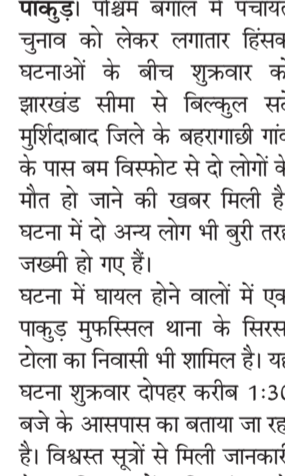 पाकुड़। पश्चिम बंगाल में पंचायत
चुनाव को लेकर लगातार हिंसक
घटनाओं के बीच शुक्रवार को
झारखंड सीमा से बिल्कुल सटे
मुर्शिदाबाद जिले के बहरागाछी गांव
के पास बम विस्फोट से दो लोगों के
मौत हो जाने की खबर मिली है
घटना में दो अन्य लोग भी बुरी तरह
जख्मी हो गए हैं।
घटना में घायल होने वालों में एक
पाकुड़ मुफस्सिल थाना के सिरस
टोला का निवासी भी शामिल है। यह
घटना शुक्रवार दोपहर करीब 1:30
बजे के आसपास का बताया जा रह
है। विश्वस्त सूत्रों से मिली जानकार